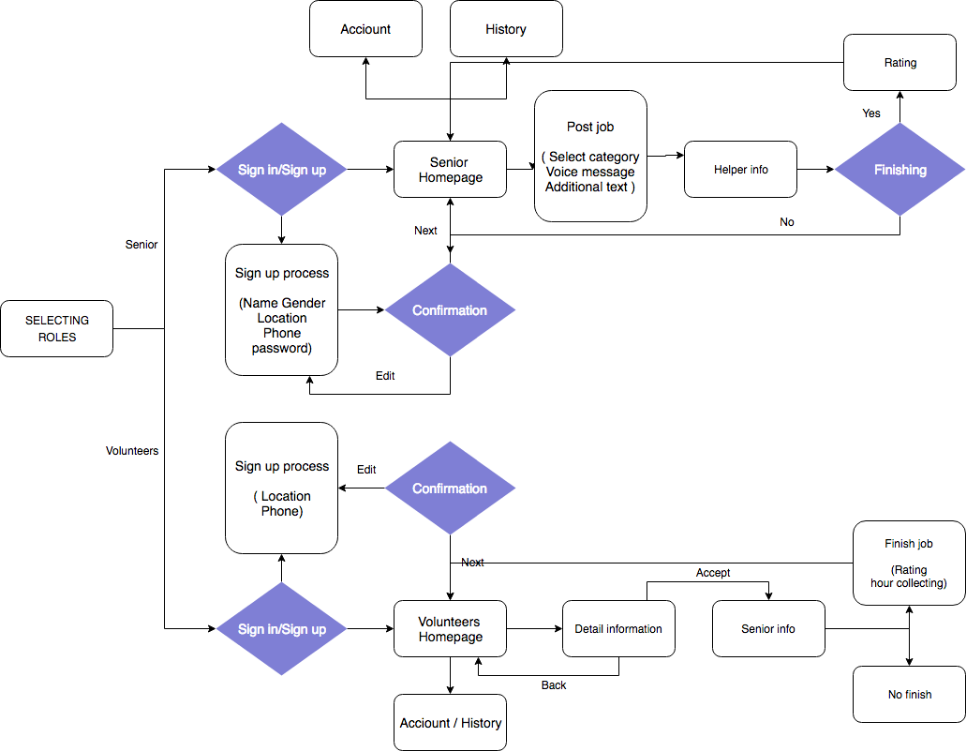 Acciount
History
Rating
Yes
Post job
( Select category
Voice message
Additional text )
Sign in/Sign up
Senior
Homepage
Helper info
Finishing
No
Next
Senior
Sign up process
(Name Gender
Location
Phone
password)
Confirmation
SELECTING
ROLES
Edit
Volunteers
Sign up process
( Location
Phone)
Edit
Confirmation
Next
Finish job
(Rating
hour collecting)
Accept
Sign in/Sign up
Volunteers
Homepage
Detail information
Senior info
Back
No finish
Acciount / History